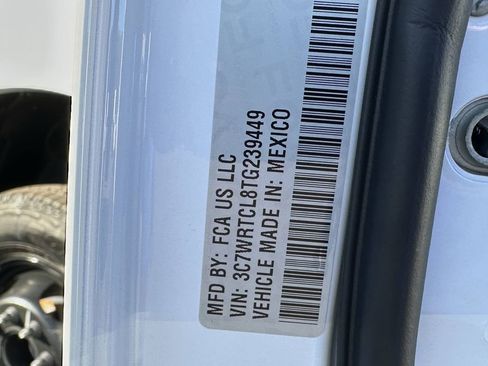 MFD BY: FCA US LLC
VIN: 3C7WRTCL8TG239449
VEHICLE MADE IN: MEXICO